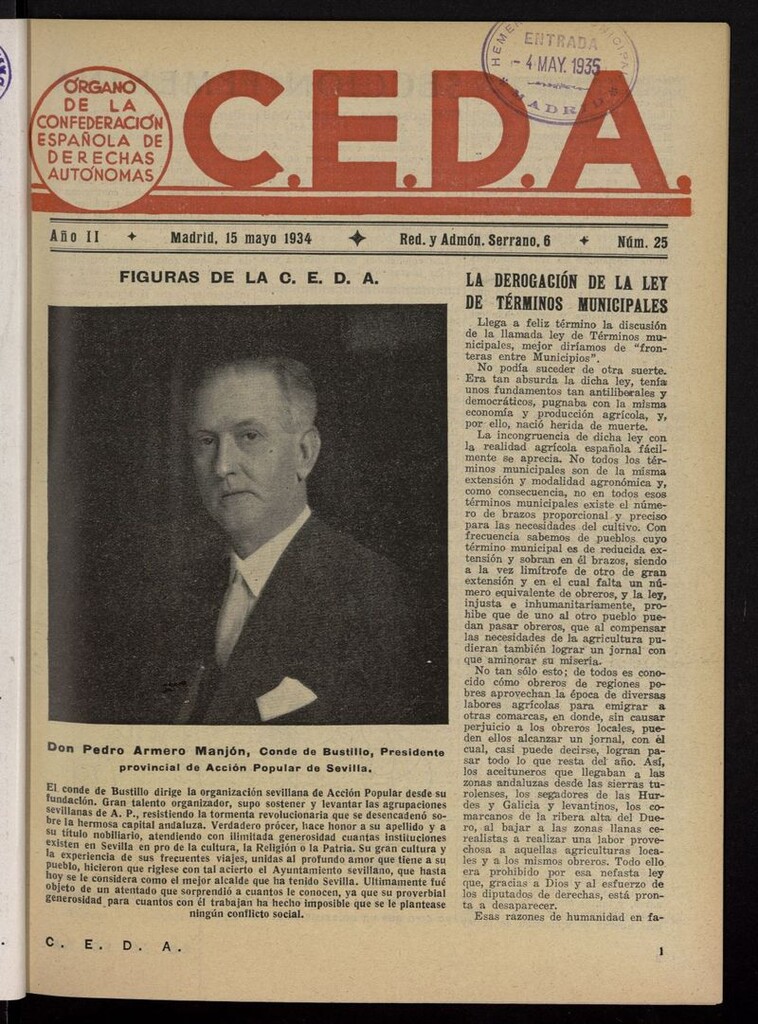 ÓRGANO
DE LA
CONFEDERACIÓN
ESPAÑOLA DE
DERECHAS
AUTÓNOMAS
C.E.D.A.
ENTRADA
- 4 MAY. 1935
MADRID
Año II ✦ Madrid, 15 mayo 1934 ✦ Red. y Admón. Serrano, 6 ✦ Núm. 25
FIGURAS DE LA C. E. D. A.
Don Pedro Armero Manjón, Conde de Bustillo, Presidente
provincial de Acción Popular de Sevilla.
El conde de Bustillo dirige la organización sevillana de Acción Popular desde su
fundación. Gran talento organizador, supo sostener y levantar las agrupaciones
sevillanas de A. P., resistiendo la tormenta revolucionaria que se desencadenó so-
bre la hermosa capital andaluza. Verdadero prócer, hace honor a su apellido y a
su título nobiliario, atendiendo con ilimitada generosidad cuantas instituciones
existen en Sevilla en pro de la cultura, la Religión o la Patria. Su gran cultura y
la experiencia de sus frecuentes viajes, unidas al profundo amor que tiene a su
pueblo, hicieron que rigiese con tal acierto el Ayuntamiento sevillano, que hasta
hoy se le considera como el mejor alcalde que ha tenido Sevilla. Ultimamente fué
objeto de un atentado que sorprendió a cuantos le conocen, ya que su proverbial
generosidad para cuantos con él trabajan ha hecho imposible que se le plantease
ningún conflicto social.
LA DEROGACIÓN DE LA LEY
DE TÉRMINOS MUNICIPALES
Llega a feliz término la discusión
de la llamada ley de Términos mu-
nicipales, mejor diríamos de "fron-
teras entre Municipios".
No podía suceder de otra suerte.
Era tan absurda la dicha ley, tenía
unos fundamentos tan antiliberales y
democráticos, pugnaba con la misma
economía y producción agrícola, y,
por ello, nació herida de muerte.
La incongruencia de dicha ley con
la realidad agrícola española fácil-
mente se aprecia. No todos los tér-
minos municipales son de la misma
extensión y modalidad agronómica y,
como consecuencia, no en todos esos
términos municipales existe el núme-
ro de brazos proporcional y preciso
para las necesidades del cultivo. Con
frecuencia sabemos de pueblos cuyo
término municipal es de reducida ex-
tensión y sobran en él brazos, siendo
a la vez limítrofe de otro de gran
extensión y en el cual falta un nú-
mero equivalente de obreros, y la ley,
injusta e inhumanitariamente, pro-
hibe que de uno al otro pueblo pue-
dan pasar obreros, que al compensar
las necesidades de la agricultura pu-
dieran también lograr un jornal con
que aminorar su miseria.
No tan sólo esto; de todos es cono-
cido cómo obreros de regiones po-
bres aprovechan la época de diversas
labores agrícolas para emigrar a
otras comarcas, en donde, sin causar
perjuicio a los obreros locales, pue-
den ellos alcanzar un jornal, con el
cual, casi puede decirse, logran pa-
sar todo lo que resta del año. Así,
los aceituneros que llegaban a las
zonas andaluzas desde las sierras tu-
rolenses, los segadores de las Hur-
des y Galicia y levantinos, los co-
marcanos de la ribera alta del Due-
ro, al bajar a las zonas llanas ce-
realistas a realizar una labor prove-
chosa a aquellas agriculturas loca-
les y a los mismos obreros. Todo ello
era prohibido por esa nefasta ley
que, gracias a Dios y al esfuerzo de
los diputados de derechas, está pron-
ta a desaparecer.
Esas razones de humanidad en fa-
C. E. D. A.
1